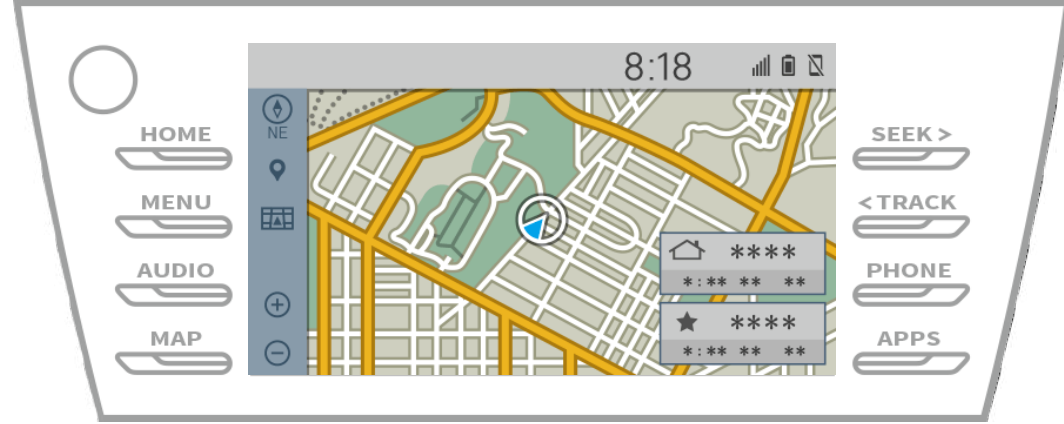 8:18
NE
HOME
MENU
AUDIO
MAP
SEEK >
< TRACK
PHONE
APPS
****
*:** ** **
****
*:** ** **